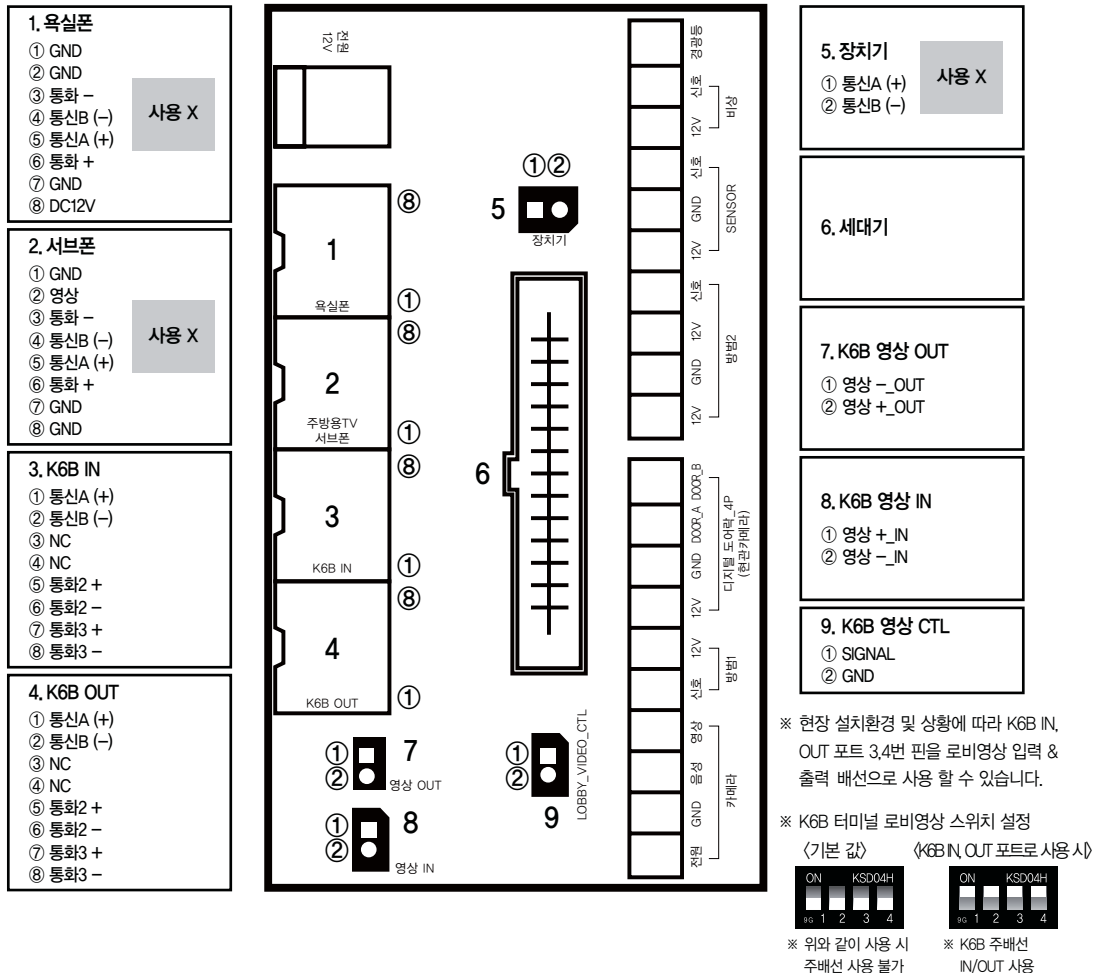 1. 욕실폰
① GND
② GND
③ 통화 -
④ 통신B (-)
⑤ 통신A (+)
⑥ 통화 +
⑦ GND
⑧ DC12V
사용 X
2. 서브폰
① GND
② 영상
③ 통화 -
④ 통신B (-)
⑤ 통신A (+)
⑥ 통화 +
⑦ GND
⑧ GND
사용 X
3. K6B IN
① 통신A (+)
② 통신B (-)
③ NC
④ NC
⑤ 통화2 +
⑥ 통화2 -
⑦ 통화3 +
⑧ 통화3 -
4. K6B OUT
① 통신A (+)
② 통신B (-)
③ NC
④ NC
⑤ 통화2 +
⑥ 통화2 -
⑦ 통화3 +
⑧ 통화3 -
전원
12V
⑧
1
욕실폰
①
⑧
2
주방용TV
서브폰
①
⑧
3
K6B IN
①
⑧
4
K6B OUT
①
①
②
7
영상 OUT
①
②
8
영상 IN
①②
5
장치기
6
①
②
9
LOBBY_VIDEO_CTL
경광등
신호
12V
비상
신호
GND
12V
SENSOR
신호
12V
GND
12V
방범2
DOOR_B
DOOR_A
GND
12V
디지털 도어락_4P
(현관카메라)
12V
신호
방범1
영상
음성
GND
전원
카메라
5. 장치기
① 통신A (+)
② 통신B (-)
사용 X
6. 세대기
7. K6B 영상 OUT
① 영상 -_OUT
② 영상 +_OUT
8. K6B 영상 IN
① 영상 +_IN
② 영상 -_IN
9. K6B 영상 CTL
① SIGNAL
② GND
※ 현장 설치환경 및 상황에 따라 K6B IN,
OUT 포트 3,4번 핀을 로비영상 입력 &
출력 배선으로 사용 할 수 있습니다.
※ K6B 터미널 로비영상 스위치 설정
〈기본 값〉
ON KSD04H
9G 1 2 3 4
※ 위와 같이 사용 시
주배선 사용 불가
〈K6B IN, OUT 포트로 사용 시〉
ON KSD04H
9G 1 2 3 4
※ K6B 주배선
IN/OUT 사용